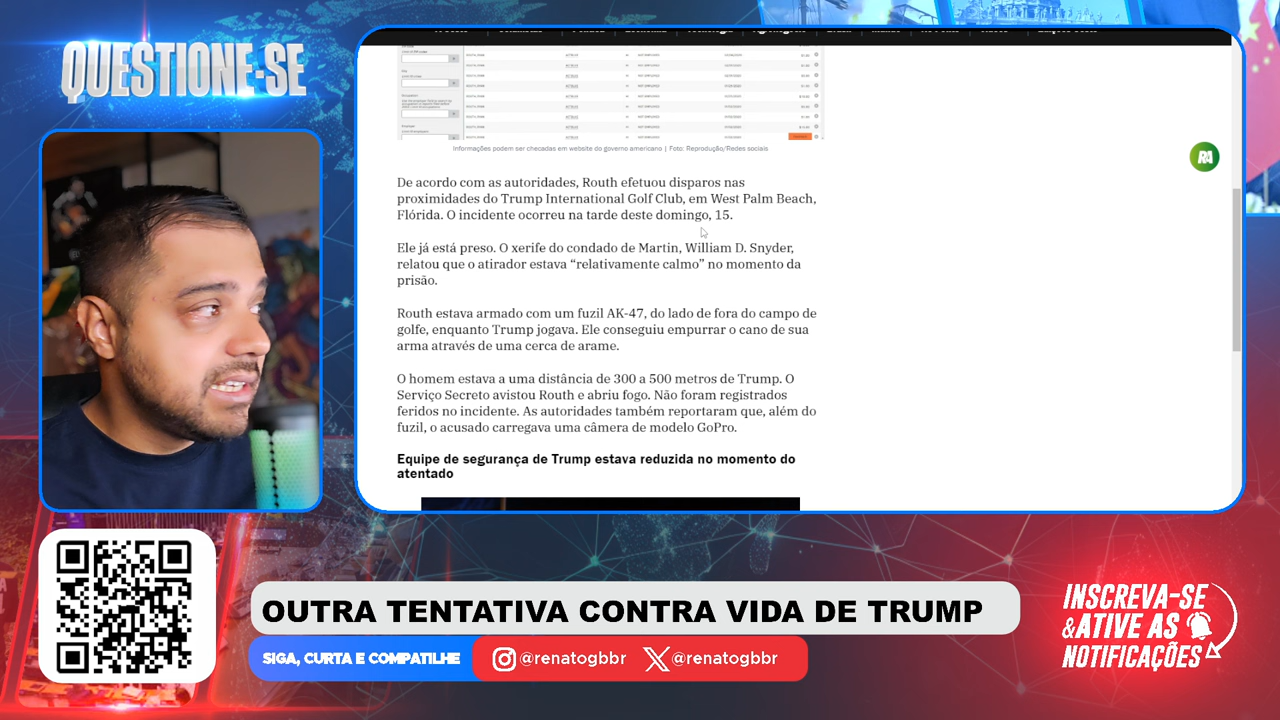 QUESTIONE-SE
Informações podem ser checadas em website do governo americano | Foto: Reprodução/Redes sociais
De acordo com as autoridades, Routh efetuou disparos nas
proximidades do Trump International Golf Club, em West Palm Beach,
Flórida. O incidente ocorreu na tarde deste domingo, 15.
Ele já está preso. O xerife do condado de Martin, William D. Snyder,
relatou que o atirador estava “relativamente calmo” no momento da
prisão.
Routh estava armado com um fuzil AK-47, do lado de fora do campo de
golfe, enquanto Trump jogava. Ele conseguiu empurrar o cano de sua
arma através de uma cerca de arame.
O homem estava a uma distância de 300 a 500 metros de Trump. O
Serviço Secreto avistou Routh e abriu fogo. Não foram registrados
feridos no incidente. As autoridades também reportaram que, além do
fuzil, o acusado carregava uma câmera de modelo GoPro.
Equipe de segurança de Trump estava reduzida no momento do
atentado
RA
OUTRA TENTATIVA CONTRA VIDA DE TRUMP
SIGA, CURTA E COMPATILHE
@renatogbbr
@renatogbbr
INSCREVA-SE
&ATIVE AS
NOTIFICAÇÕES